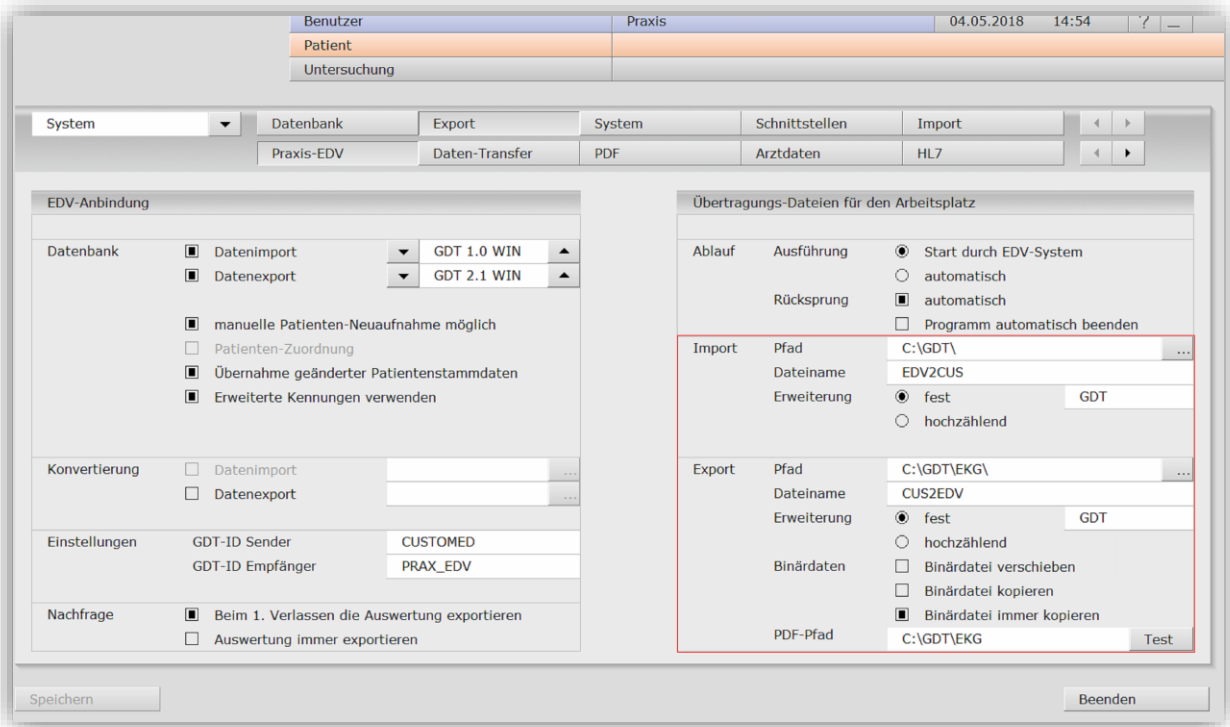 Benutzer Praxis 04.05.2018 14:54 ? _
Patient
Untersuchung
System Datenbank Export System Schnittstellen Import
Praxis-EDV Daten-Transfer PDF Arztdaten HL7
EDV-Anbindung
Datenbank Datenimport GDT 1.0 WIN
Datenexport GDT 2.1 WIN
manuelle Patienten-Neuaufnahme möglich
Patienten-Zuordnung
Übernahme geänderter Patientenstammdaten
Erweiterte Kennungen verwenden
Konvertierung Datenimport ...
Datenexport ...
Einstellungen GDT-ID Sender CUSTOMED
GDT-ID Empfänger PRAX_EDV
Nachfrage Beim 1. Verlassen die Auswertung exportieren
Auswertung immer exportieren
Übertragungs-Dateien für den Arbeitsplatz
Ablauf Ausführung Start durch EDV-System
automatisch
Rücksprung automatisch
Programm automatisch beenden
Import Pfad C:\GDT\ ...
Dateiname EDV2CUS
Erweiterung fest GDT
hochzählend
Export Pfad C:\GDT\EKG\ ...
Dateiname CUS2EDV
Erweiterung fest GDT
hochzählend
Binärdaten Binärdatei verschieben
Binärdatei kopieren
Binärdatei immer kopieren
PDF-Pfad C:\GDT\EKG Test
Speichern Beenden